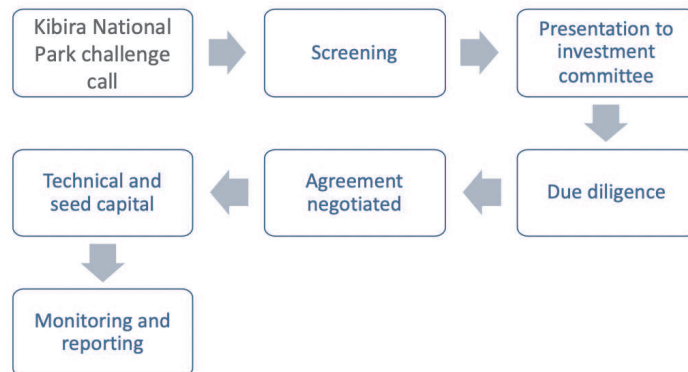 Kibira National
Park challenge
call
Screening
Presentation to
investment
committee
Due diligence
Agreement
negotiated
Technical and
seed capital
Monitoring and
reporting